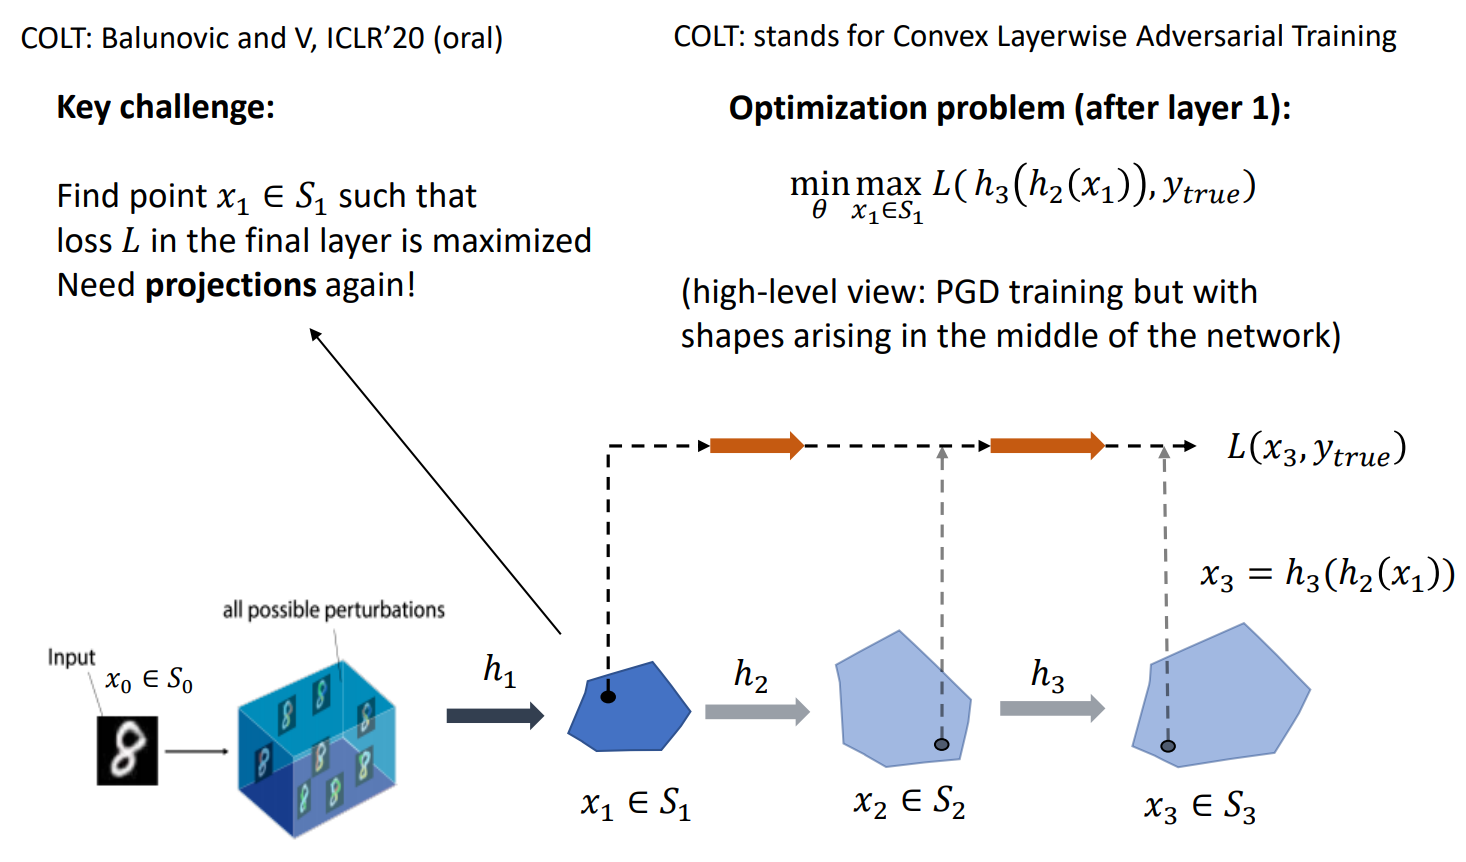 COLT: Balunovic and V, ICLR’20 (oral)
COLT: stands for Convex Layerwise Adversarial Training
Key challenge:
Find point x₁ ∈ S₁ such that
loss L in the final layer is maximized
Need projections again!
Optimization problem (after layer 1):
min max L( h₃(h₂(x₁)), y_true)
θ x₁∈S₁
(high-level view: PGD training but with
shapes arising in the middle of the network)
L(x₃, y_true)
x₃ = h₃(h₂(x₁))
all possible perturbations
Input
x₀ ∈ S₀
h₁
h₂
h₃
x₁ ∈ S₁
x₂ ∈ S₂
x₃ ∈ S₃